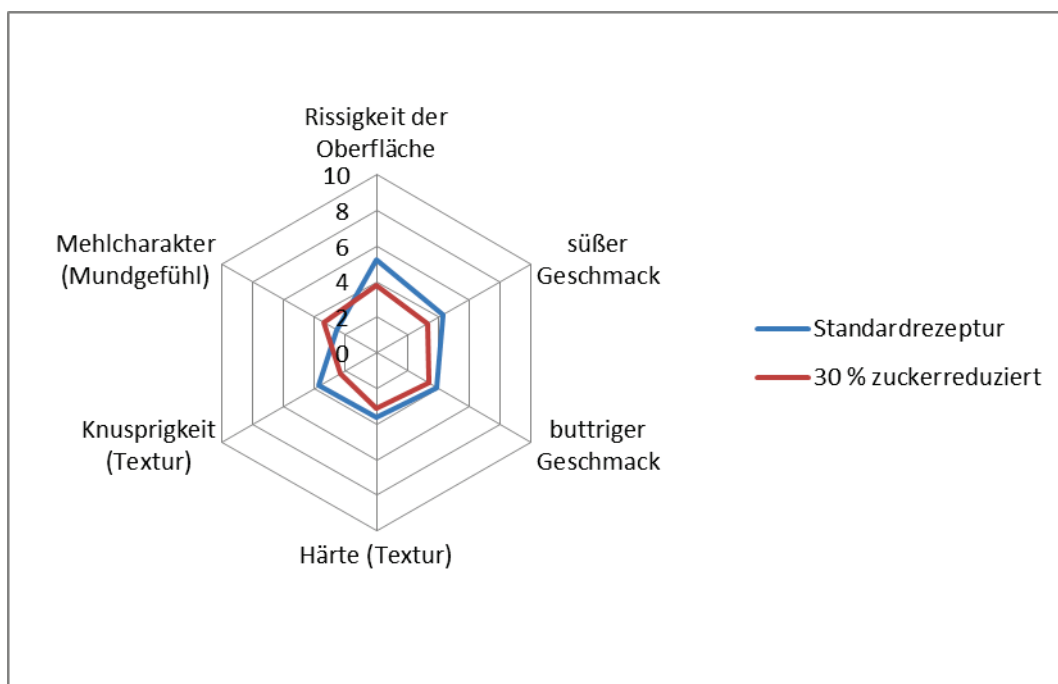 Rissigkeit der
Oberfläche
10
8
6
4
2
0
süßer
Geschmack
buttriger
Geschmack
Härte (Textur)
Knusprigkeit
(Textur)
Mehlcharakter
(Mundgefühl)
Standardrezeptur
30 % zuckerreduziert